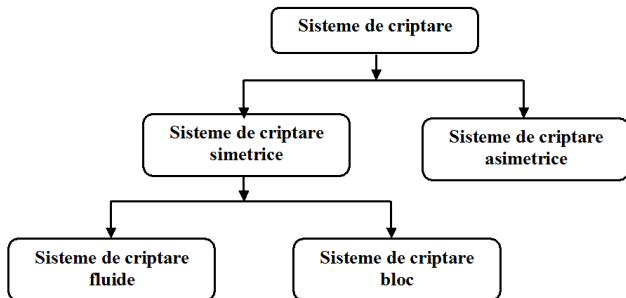 Sisteme de criptare
Sisteme de criptare
simetrice
Sisteme de criptare
asimetrice
Sisteme de criptare
fluide
Sisteme de criptare
bloc